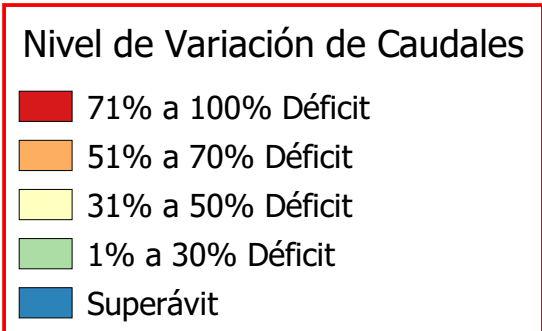 Nivel de Variación de Caudales
71% a 100% Déficit
51% a 70% Déficit
31% a 50% Déficit
1% a 30% Déficit
Superávit